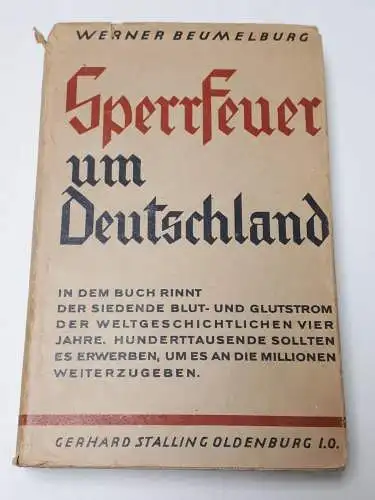 WERNER BEUMELBURG
Sperrfeuer
um
Deutschland
IN DEM BUCH RINNT
DER SIEDENDE BLUT- UND GLUTSTROM
DER WELTGESCHICHTLICHEN VIER
JAHRE. HUNDERTTAUSENDE SOLLTEN
ES ERWERBEN, UM ES AN DIE MILLIONEN
WEITERZUGEBEN.
GERHARD STALLING OLDENBURG I.O.